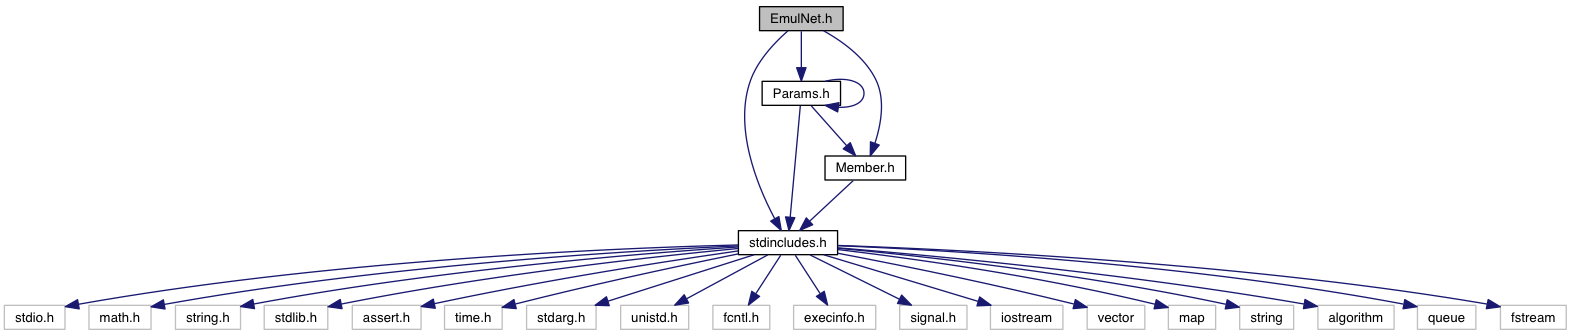 EmulNet.h
Params.h
Member.h
stdincludes.h
stdio.h
math.h
string.h
stdlib.h
assert.h
time.h
stdarg.h
unistd.h
fcntl.h
execinfo.h
signal.h
iostream
vector
map
string
algorithm
queue
fstream